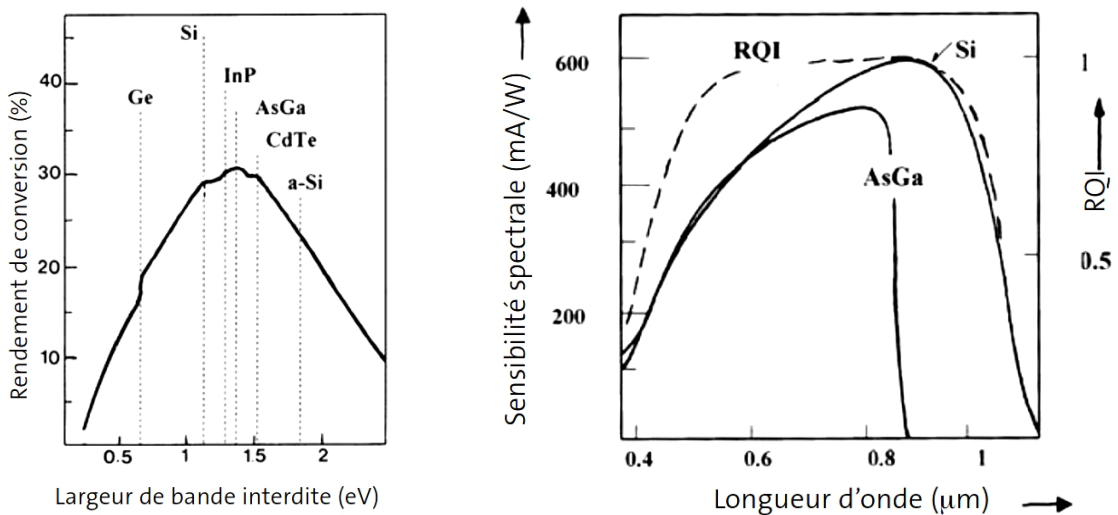 Rendement de conversion (%)
40
30
20
10
Ge
Si
InP
AsGa
CdTe
a-Si
0.5
1
1.5
2
Largeur de bande interdite (eV)
Sensibilité spectrale (mA/W)
600
400
200
RQI
Si
AsGa
0.4
0.6
0.8
1
Longueur d'onde (μm)
1
0.5
RQI